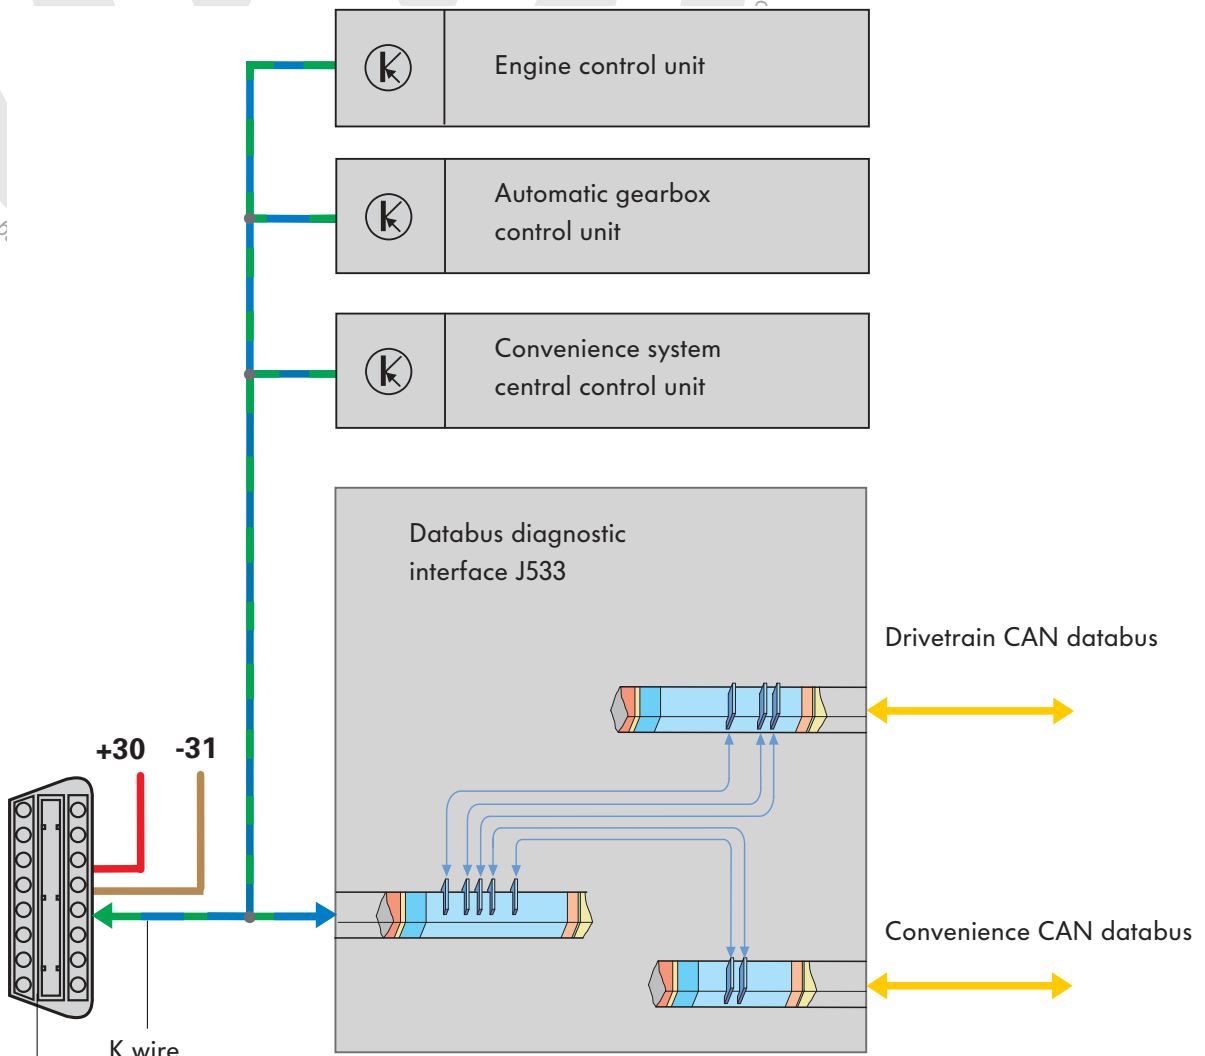 Engine control unit
Automatic gearbox
control unit
Convenience system
central control unit
Databus diagnostic
interface J533
Drivetrain CAN databus
+30
-31
Convenience CAN databus
K wire